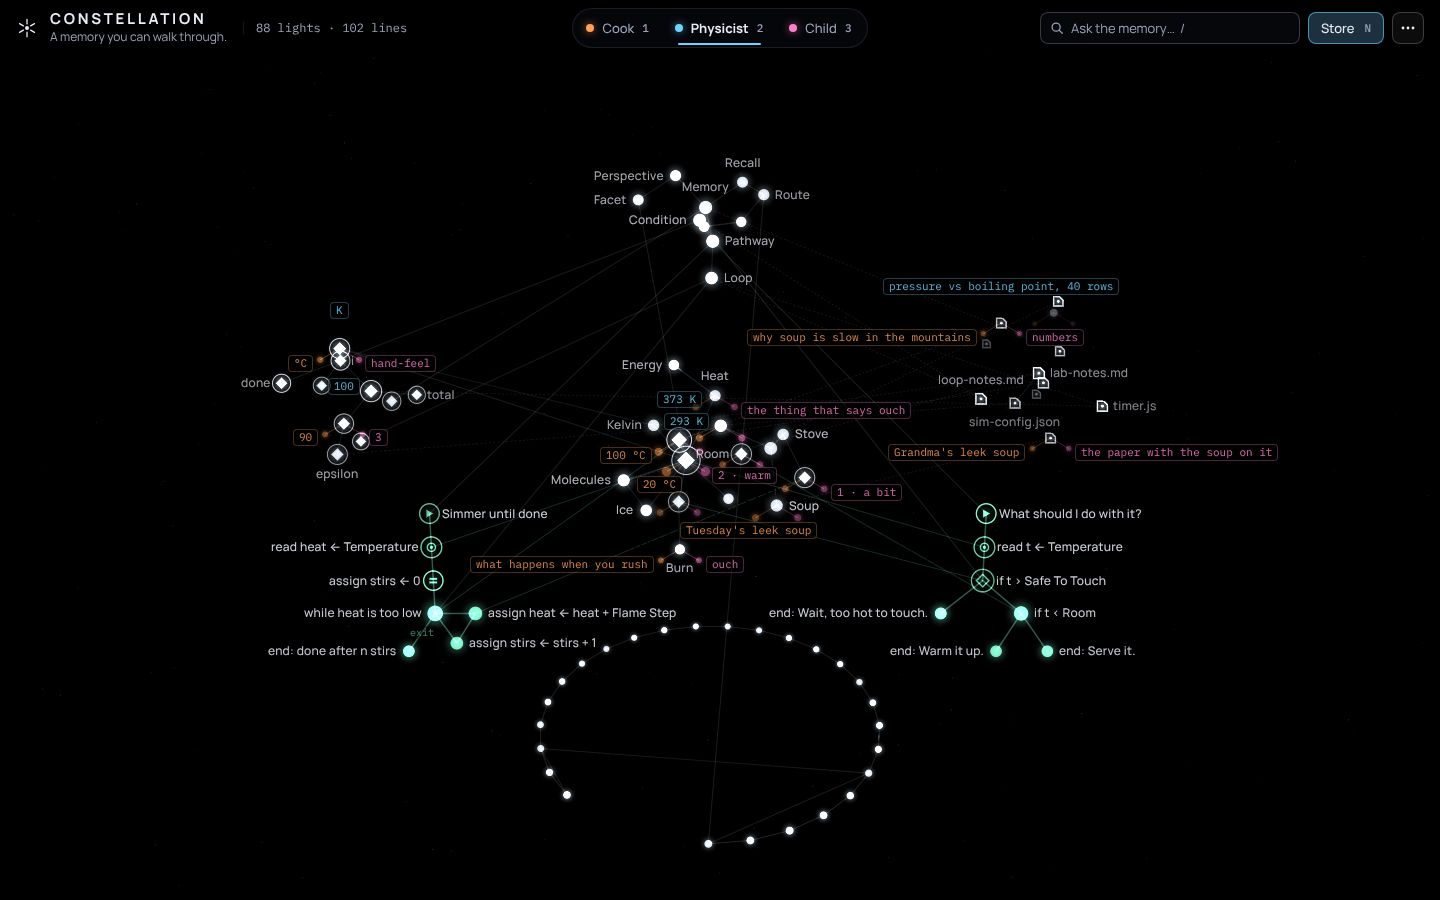 CONSTELLATION
A memory you can walk through.
88 lights · 102 lines
Cook 1
Physicist 2
Child 3
Ask the memory... /
Store N
Recall
Perspective
Memory
Facet
Route
Condition
Pathway
Loop
pressure vs boiling point, 40 rows
K
why soup is slow in the mountains
numbers
°C
i
hand-feel
Energy
Heat
lab-notes.md
loop-notes.md
done
100
total
373 K
the thing that says ouch
timer.js
293 K
Kelvin
sim-config.json
90
3
Stove
100 °C
Room
Grandma's leek soup
the paper with the soup on it
epsilon
Molecules
2 · warm
20 °C
1 · a bit
Ice
Soup
Simmer until done
What should I do with it?
Tuesday's leek soup
read heat ← Temperature
read t ← Temperature
what happens when you rush
Burn
ouch
assign stirs ← 0
if t > Safe To Touch
while heat is too low
assign heat ← heat + Flame Step
end: Wait, too hot to touch.
if t < Room
exit
assign stirs ← stirs + 1
end: done after n stirs
end: Warm it up.
end: Serve it.